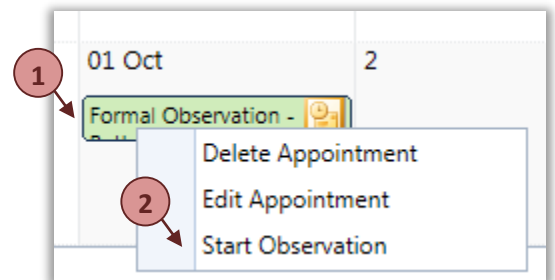 01 Oct
2
1
Formal Observation -
Delete Appointment
Edit Appointment
2
Start Observation